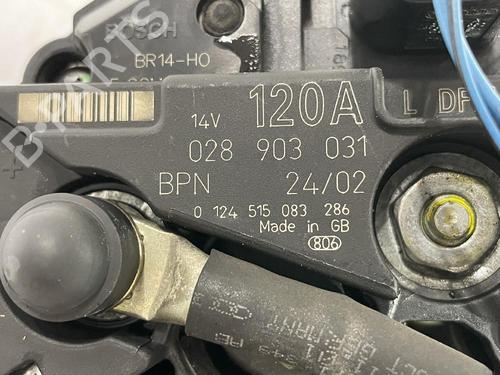 BOSCH
BR14-HO
14V 120A L DF
028 903 031
BPN 24/02
0 124 515 083 286
Made in GB
806
B-PARTS